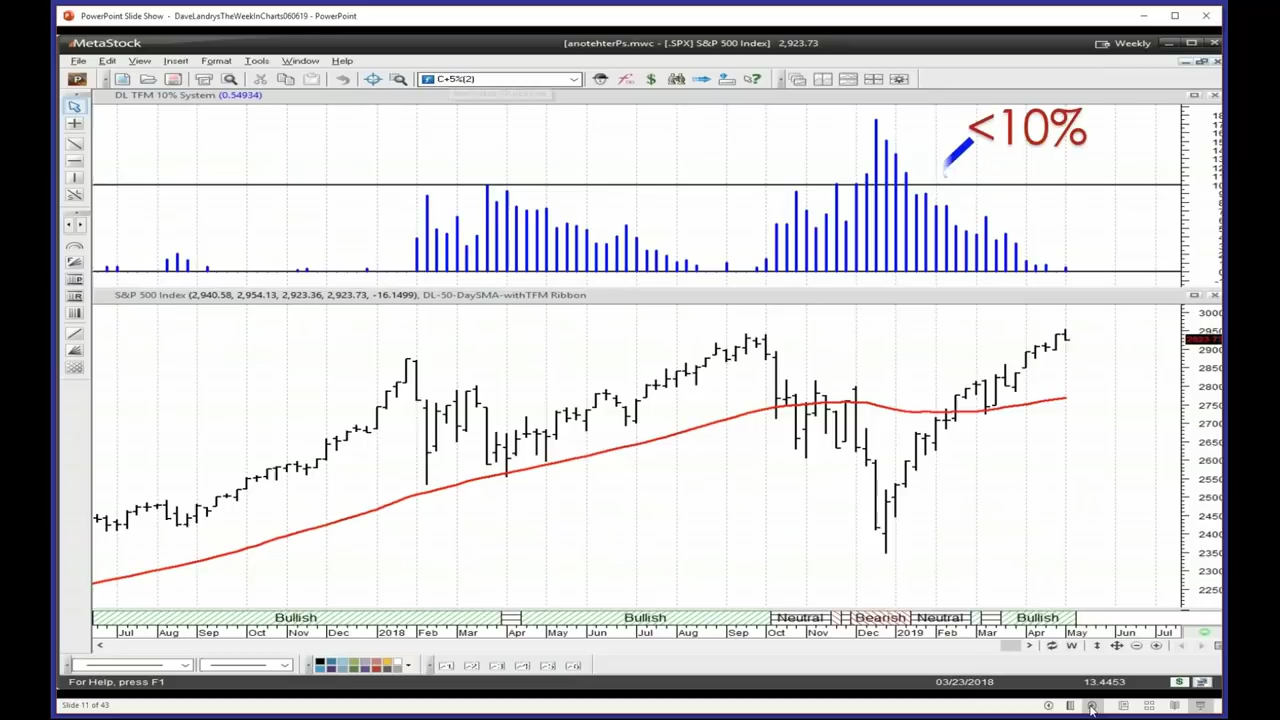 PowerPoint Slide Show - DaveLandrysTheWeekInCharts060619 - PowerPoint
MetaStock
[anotehterPs.mwc - [.SPX] S&P 500 Index] 2,923.73
Weekly
File Edit View Insert Format Tools Window Help
P C+5%(2)
DL TFM 10% System (0.54934)
<10%
S&P 500 Index (2,940.58, 2,954.13, 2,923.36, 2,923.73, -16.1499), DL-50-DaySMA-withTFM Ribbon
3000
2950
2923.73
2900
2850
2800
2750
2700
2650
2600
2550
2500
2450
2400
2350
2300
2250
Bullish Bullish Neutral Bearish Neutral Bullish
Jul Aug Sep Oct Nov Dec 2018 Feb Mar Apr May Jun Jul Aug Sep Oct Nov Dec 2019 Feb Mar Apr May Jun Jul
For Help, press F1
03/23/2018
13.4453
Slide 11 of 43